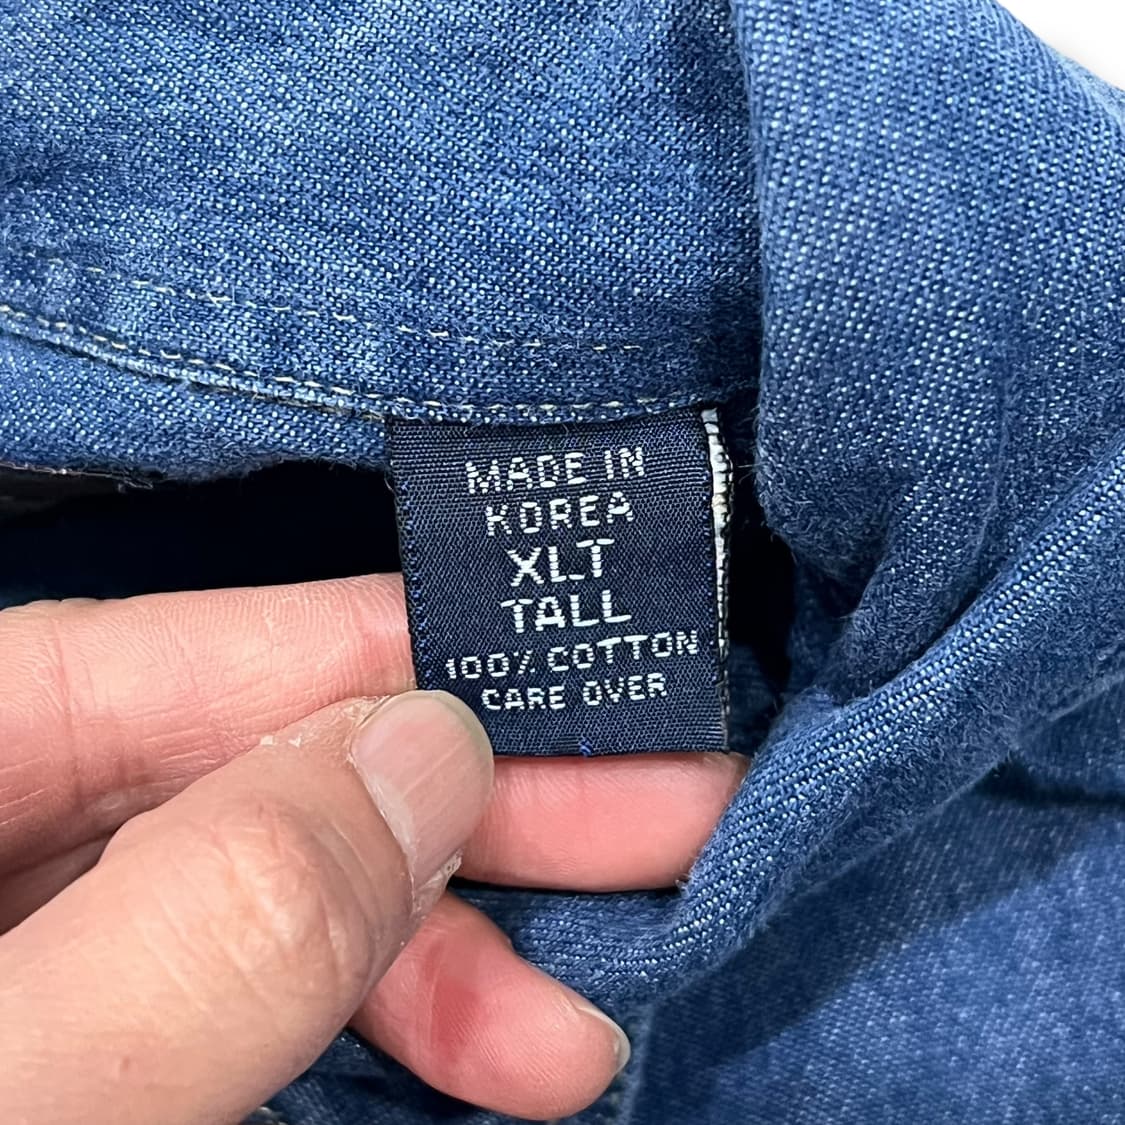 MADE IN
KOREA
XLT
TALL
100% COTTON
CARE OVER